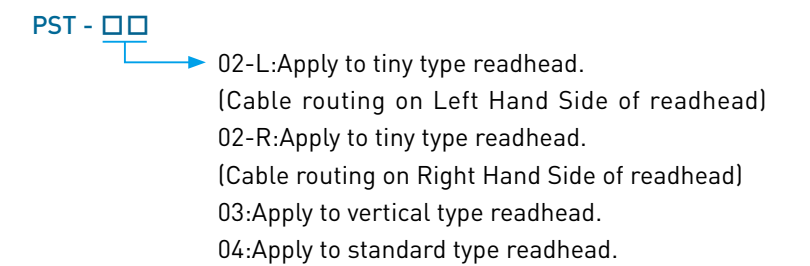 PST - □□
02-L:Apply to tiny type readhead.
(Cable routing on Left Hand Side of readhead)
02-R:Apply to tiny type readhead.
(Cable routing on Right Hand Side of readhead)
03:Apply to vertical type readhead.
04:Apply to standard type readhead.